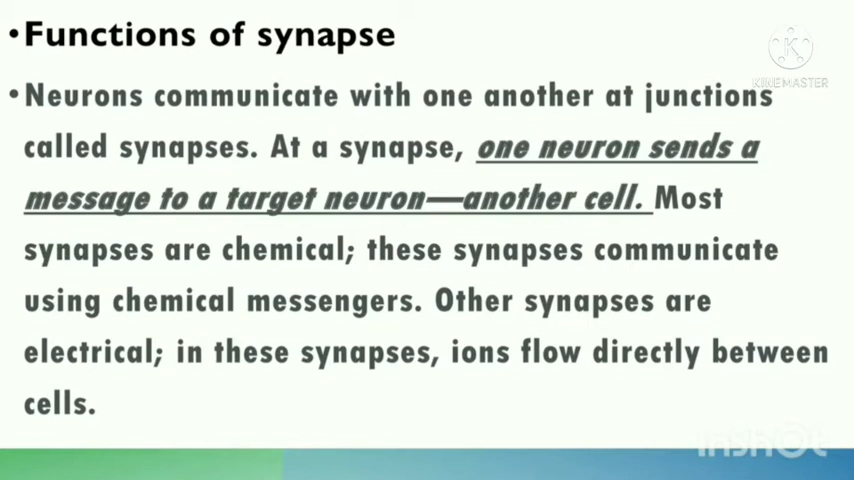 •Functions of synapse
K
KINEMASTER
•Neurons communicate with one another at junctions
called synapses. At a synapse, one neuron sends a
message to a target neuron—another cell. Most
synapses are chemical; these synapses communicate
using chemical messengers. Other synapses are
electrical; in these synapses, ions flow directly between
cells.
inshot